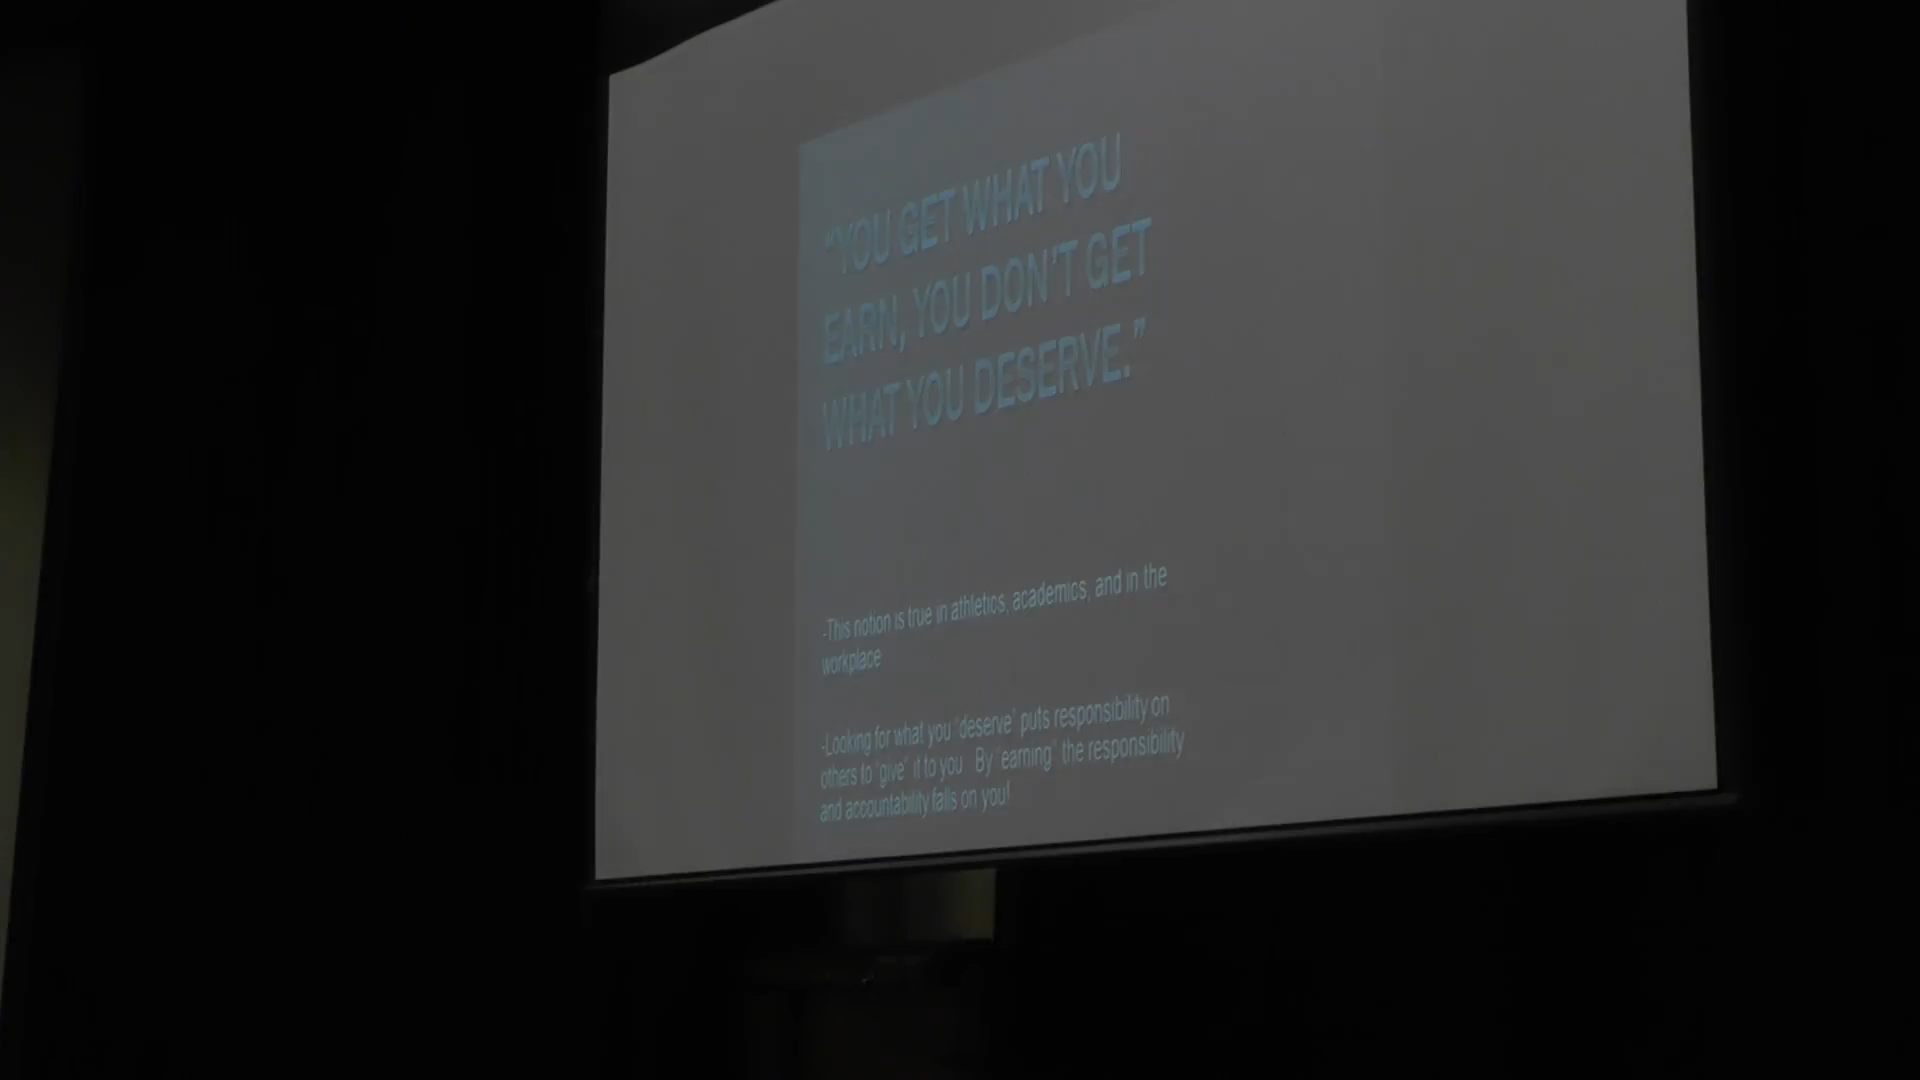 “YOU GET WHAT YOU
EARN, YOU DON’T GET
WHAT YOU DESERVE.”
-This notion is true in athletics, academics, and in the
workplace
-Looking for what you “deserve” puts responsibility on
others to “give” it to you. By “earning” the responsibility
and accountability falls on you!